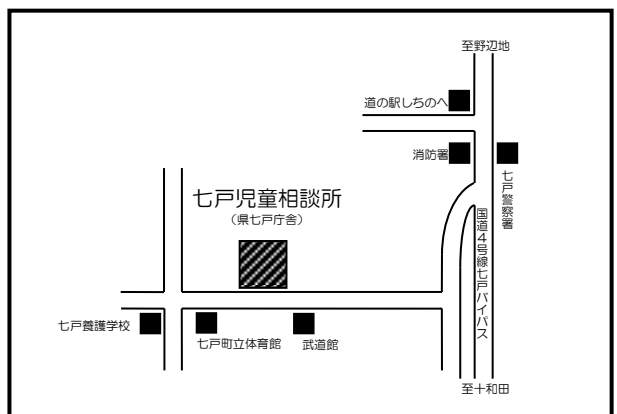 至野辺地
道の駅しちのへ
消防署
七戸警察署
七戸児童相談所
（県七戸庁舎）
国道４号線七戸バイパス
七戸養護学校
七戸町立体育館
武道館
至十和田